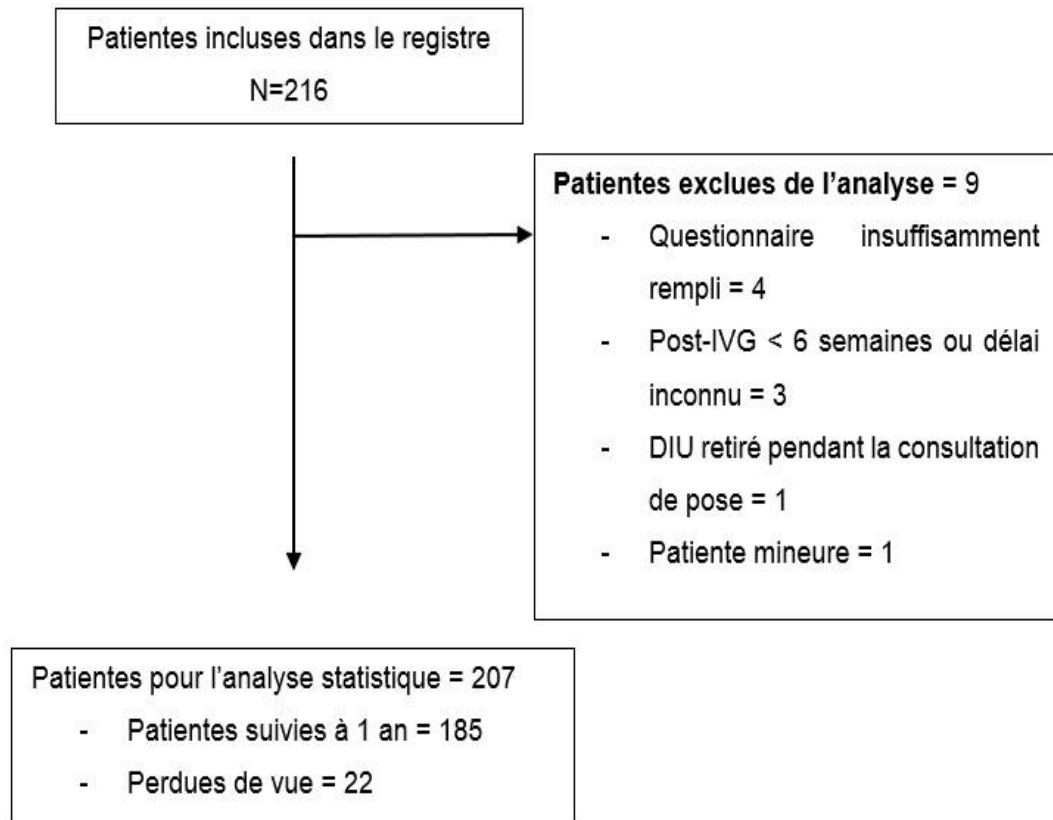 Patientes incluses dans le registre
N=216
Patientes exclues de l’analyse = 9
- Questionnaire insuffisamment
rempli = 4
- Post-IVG < 6 semaines ou délai
inconnu = 3
- DIU retiré pendant la consultation
de pose = 1
- Patiente mineure = 1
Patientes pour l’analyse statistique = 207
- Patientes suivies à 1 an = 185
- Perdues de vue = 22